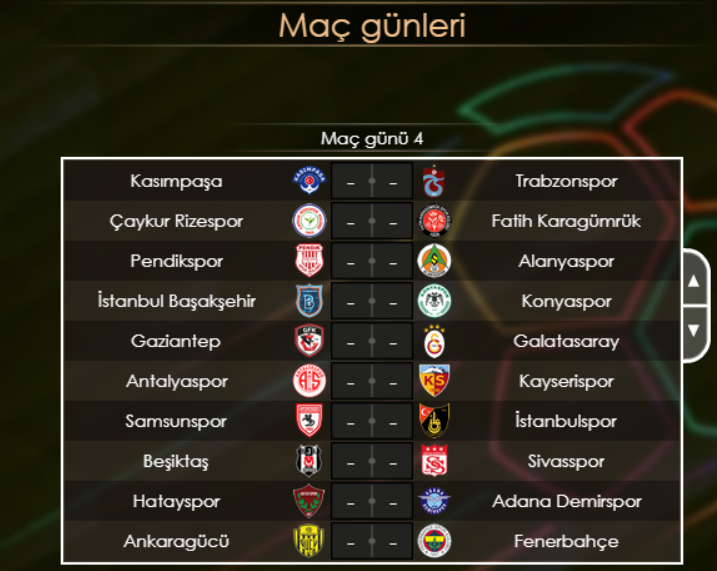 Maç günleri
Maç günü 4
Kasımpaşa - - Trabzonspor
Çaykur Rizespor - - Fatih Karagümrük
Pendikspor - - Alanyaspor
İstanbul Başakşehir - - Konyaspor
Gaziantep - - Galatasaray
Antalyaspor - - Kayserispor
Samsunspor - - İstanbulspor
Beşiktaş - - Sivasspor
Hatayspor - - Adana Demirspor
Ankaragücü - - Fenerbahçe